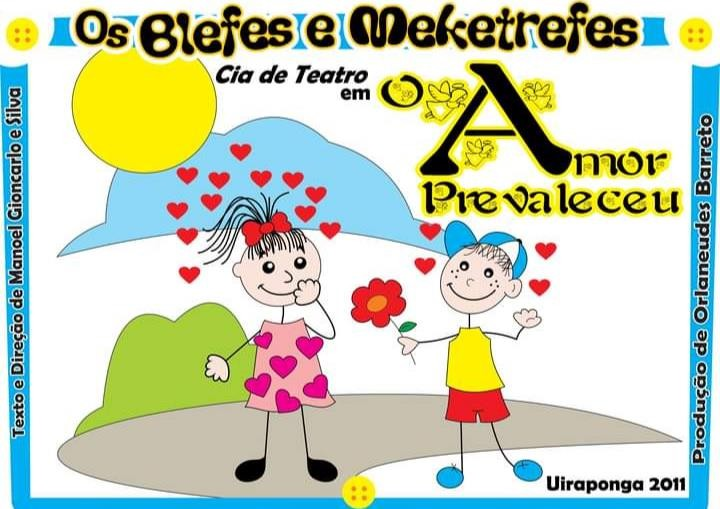 Os Blefes e Meketrefes
Cia de Teatro
em
O Amor
Prevaleceu
Texto e Direção de Manoel Gioncarlo e Silva
Produção de Orlaneudes Barreto
Uiraponga 2011